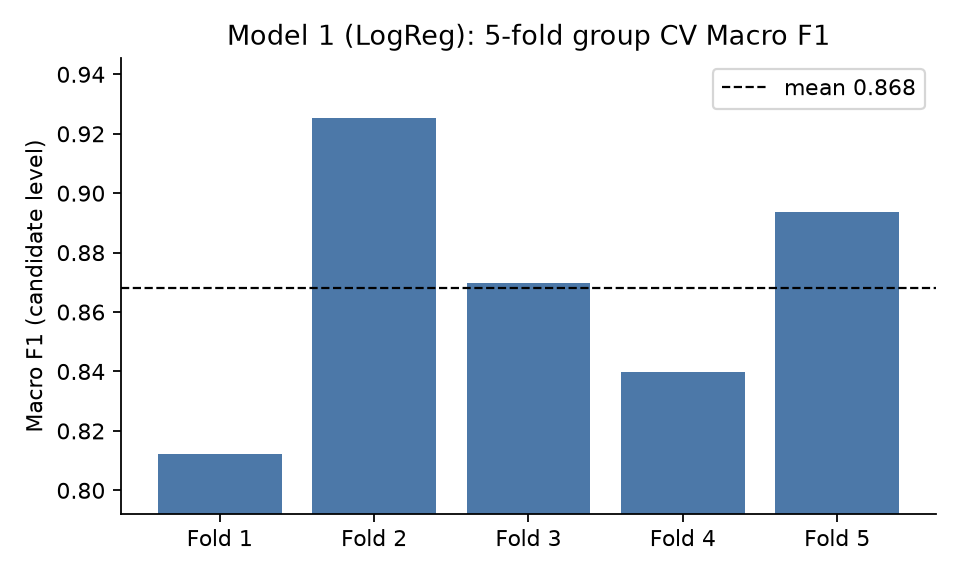 Model 1 (LogReg): 5-fold group CV Macro F1
mean 0.868
Macro F1 (candidate level)
0.94
0.92
0.90
0.88
0.86
0.84
0.82
0.80
Fold 1 Fold 2 Fold 3 Fold 4 Fold 5